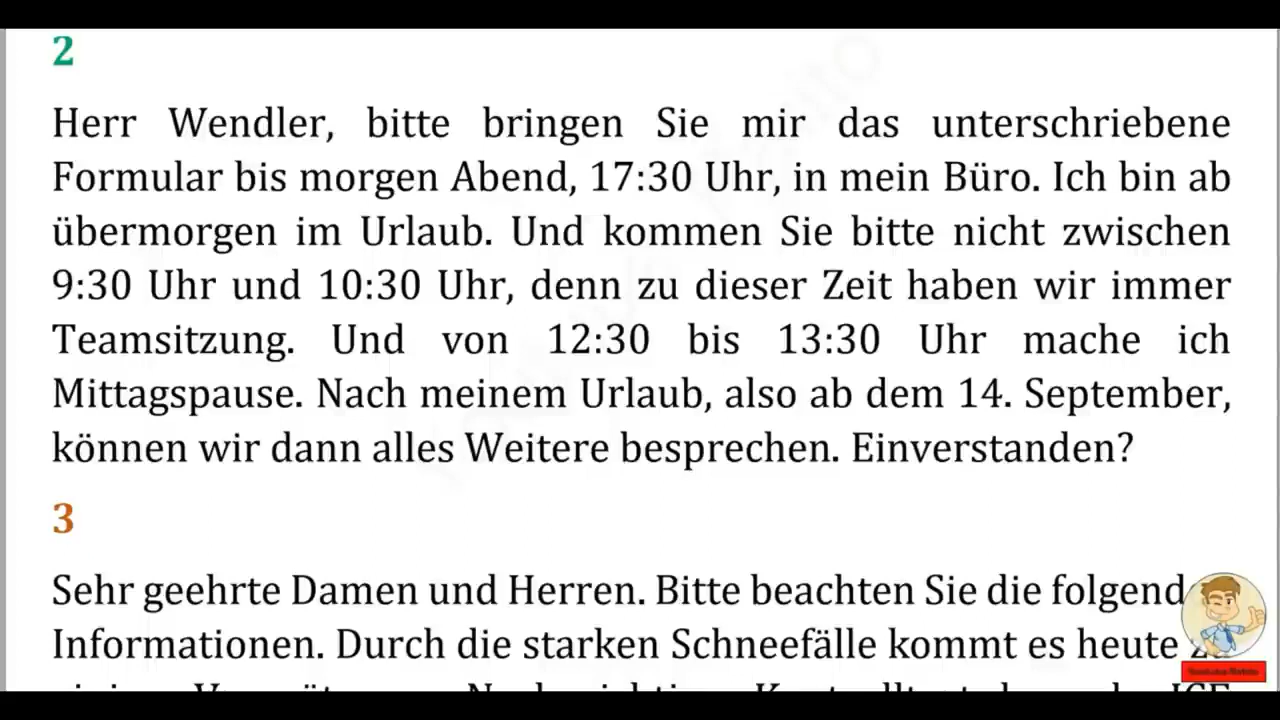 2
Herr Wendler, bitte bringen Sie mir das unterschriebene
Formular bis morgen Abend, 17:30 Uhr, in mein Büro. Ich bin ab
übermorgen im Urlaub. Und kommen Sie bitte nicht zwischen
9:30 Uhr und 10:30 Uhr, denn zu dieser Zeit haben wir immer
Teamsitzung. Und von 12:30 bis 13:30 Uhr mache ich
Mittagspause. Nach meinem Urlaub, also ab dem 14. September,
können wir dann alles Weitere besprechen. Einverstanden?
3
Sehr geehrte Damen und Herren. Bitte beachten Sie die
Informationen. Durch die starken Schneefälle kommt es heute